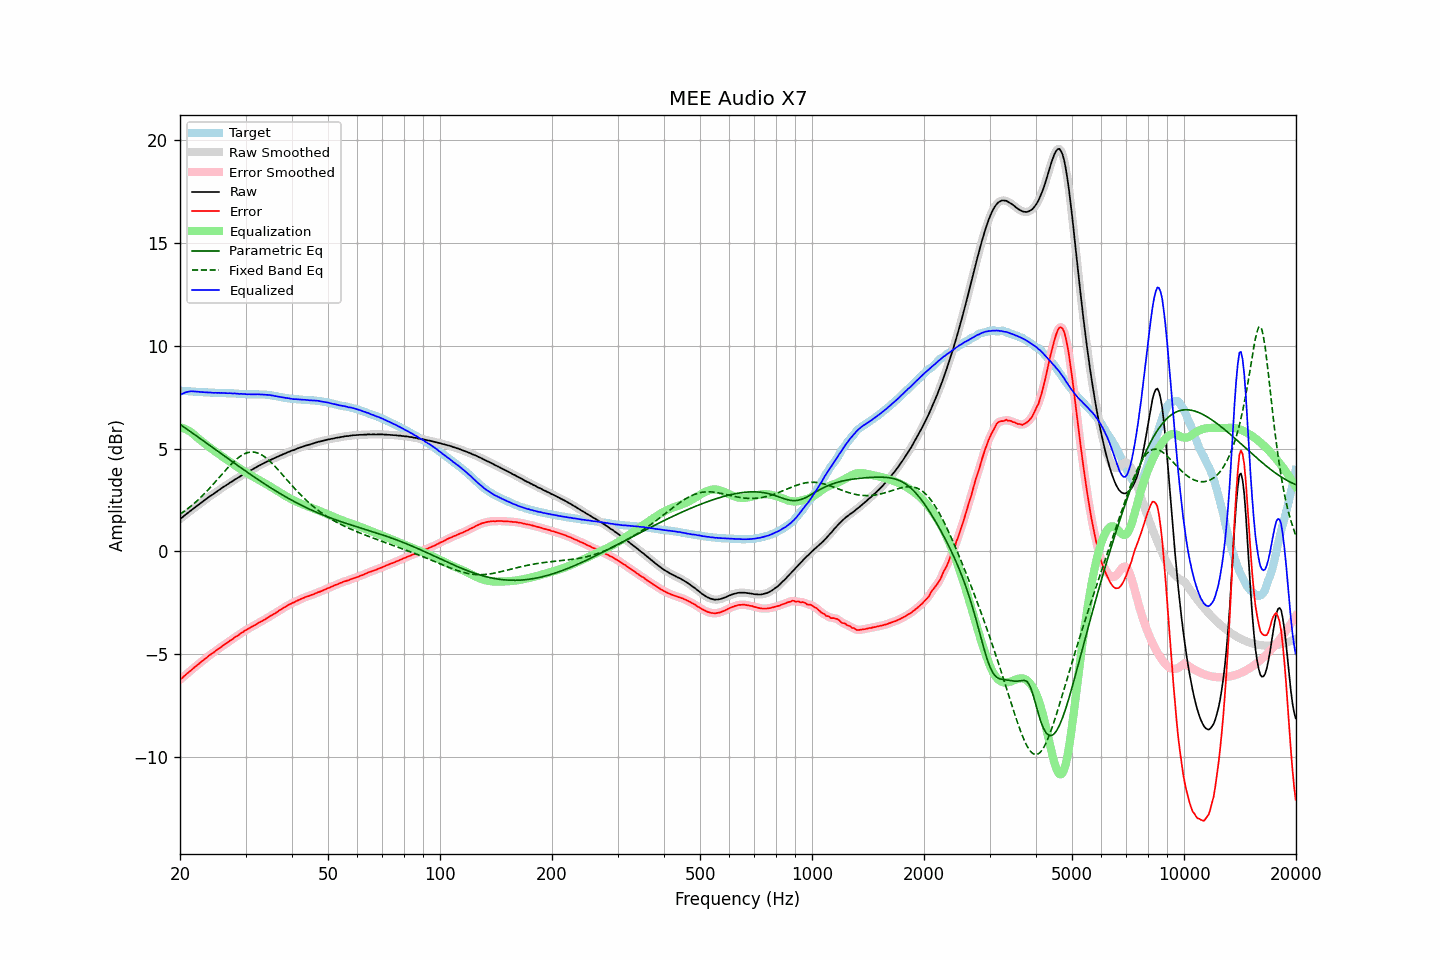 MEE Audio X7
Target
Raw Smoothed
Error Smoothed
Raw
Error
Equalization
Parametric Eq
Fixed Band Eq
Equalized
20
15
10
5
0
−5
−10
Amplitude (dBr)
20
50
100
200
500
1000
2000
5000
10000
20000
Frequency (Hz)